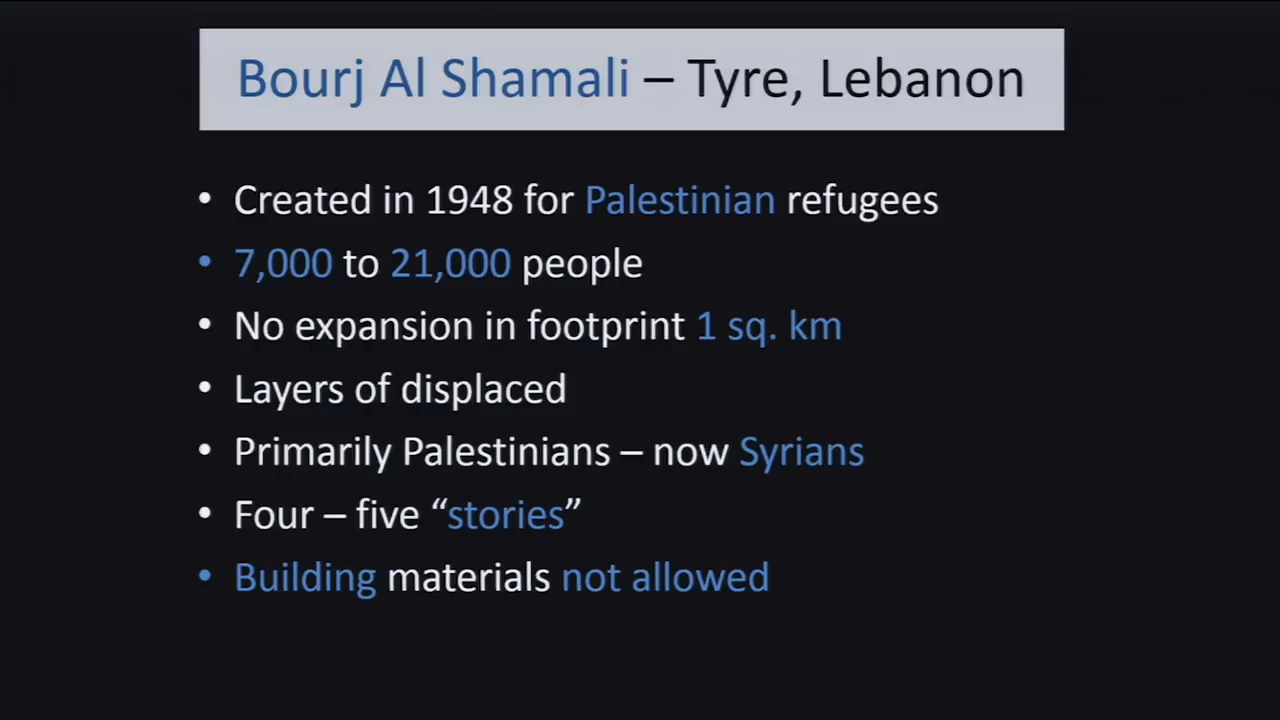 Bourj Al Shamali – Tyre, Lebanon
• Created in 1948 for Palestinian refugees
• 7,000 to 21,000 people
• No expansion in footprint 1 sq. km
• Layers of displaced
• Primarily Palestinians – now Syrians
• Four – five “stories”
• Building materials not allowed